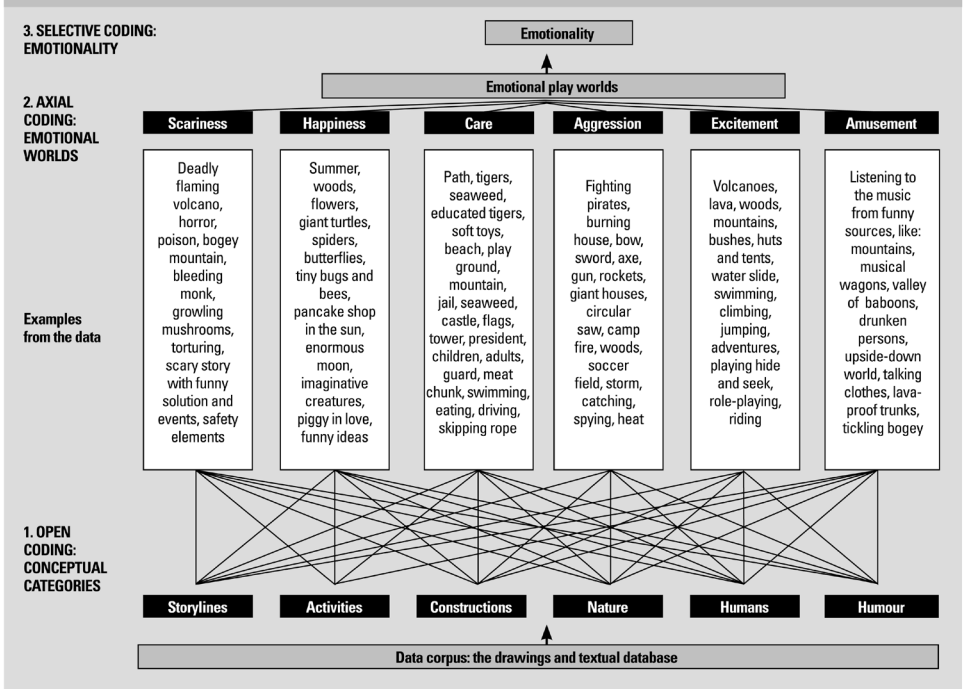 3. SELECTIVE CODING:
EMOTIONALITY
Emotionality
Emotional play worlds
2. AXIAL
CODING:
EMOTIONAL
WORLDS
Scariness
Happiness
Care
Aggression
Excitement
Amusement
Examples
from the data
Deadly
flaming
volcano,
horror,
poison, bogey
mountain,
bleeding
monk,
growling
mushrooms,
torturing,
scary story
with funny
solution and
events, safety
elements
Summer,
woods,
flowers,
giant turtles,
spiders,
butterflies,
tiny bugs and
bees,
pancake shop
in the sun,
enormous
moon,
imaginative
creatures,
piggy in love,
funny ideas
Path, tigers,
seaweed,
educated tigers,
soft toys,
beach, play
ground,
mountain,
jail, seaweed,
castle, flags,
tower, president,
children, adults,
guard, meat
chunk, swimming,
eating, driving,
skipping rope
Fighting
pirates,
burning
house, bow,
sword, axe,
gun, rockets,
giant houses,
circular
saw, camp
fire, woods,
soccer
field, storm,
catching,
spying, heat
Volcanoes,
lava, woods,
mountains,
bushes, huts
and tents,
water slide,
swimming,
climbing,
jumping,
adventures,
playing hide
and seek,
role-playing,
riding
Listening to
the music
from funny
sources, like:
mountains,
musical
wagons, valley
of baboons,
drunken
persons,
upside-down
world, talking
clothes, lava-
proof trunks,
tickling bogey
1. OPEN
CODING:
CONCEPTUAL
CATEGORIES
Storylines
Activities
Constructions
Nature
Humans
Humour
Data corpus: the drawings and textual database